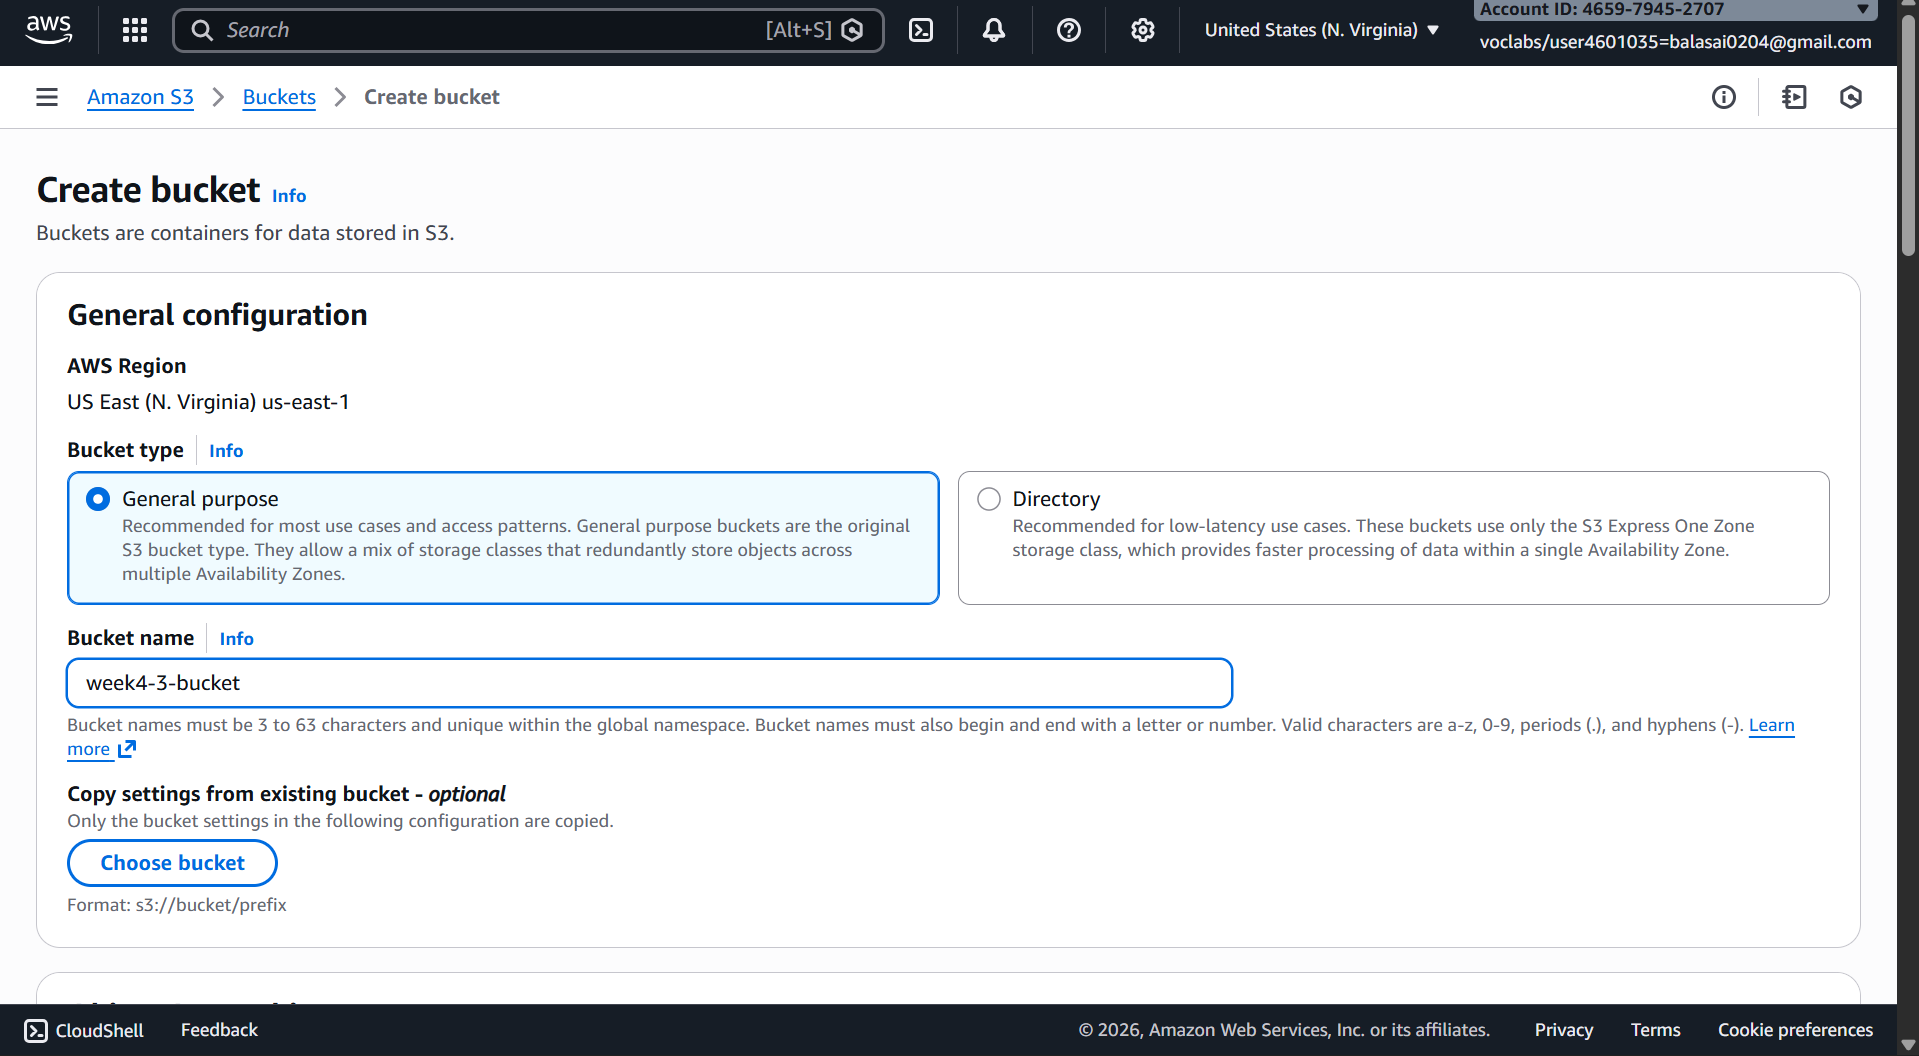 aws
Search
[Alt+S]
United States (N. Virginia)
Account ID: 4659-7945-2707
voclabs/user4601035=balasai0204@gmail.com
Amazon S3
Buckets
Create bucket
Create bucket Info
Buckets are containers for data stored in S3.
General configuration
AWS Region
US East (N. Virginia) us-east-1
Bucket type Info
General purpose
Recommended for most use cases and access patterns. General purpose buckets are the original
S3 bucket type. They allow a mix of storage classes that redundantly store objects across
multiple Availability Zones.
Directory
Recommended for low-latency use cases. These buckets use only the S3 Express One Zone
storage class, which provides faster processing of data within a single Availability Zone.
Bucket name Info
week4-3-bucket
Bucket names must be 3 to 63 characters and unique within the global namespace. Bucket names must also begin and end with a letter or number. Valid characters are a-z, 0-9, periods (.), and hyphens (-). Learn
more
Copy settings from existing bucket - optional
Only the bucket settings in the following configuration are copied.
Choose bucket
Format: s3://bucket/prefix
CloudShell
Feedback
© 2026, Amazon Web Services, Inc. or its affiliates.
Privacy
Terms
Cookie preferences